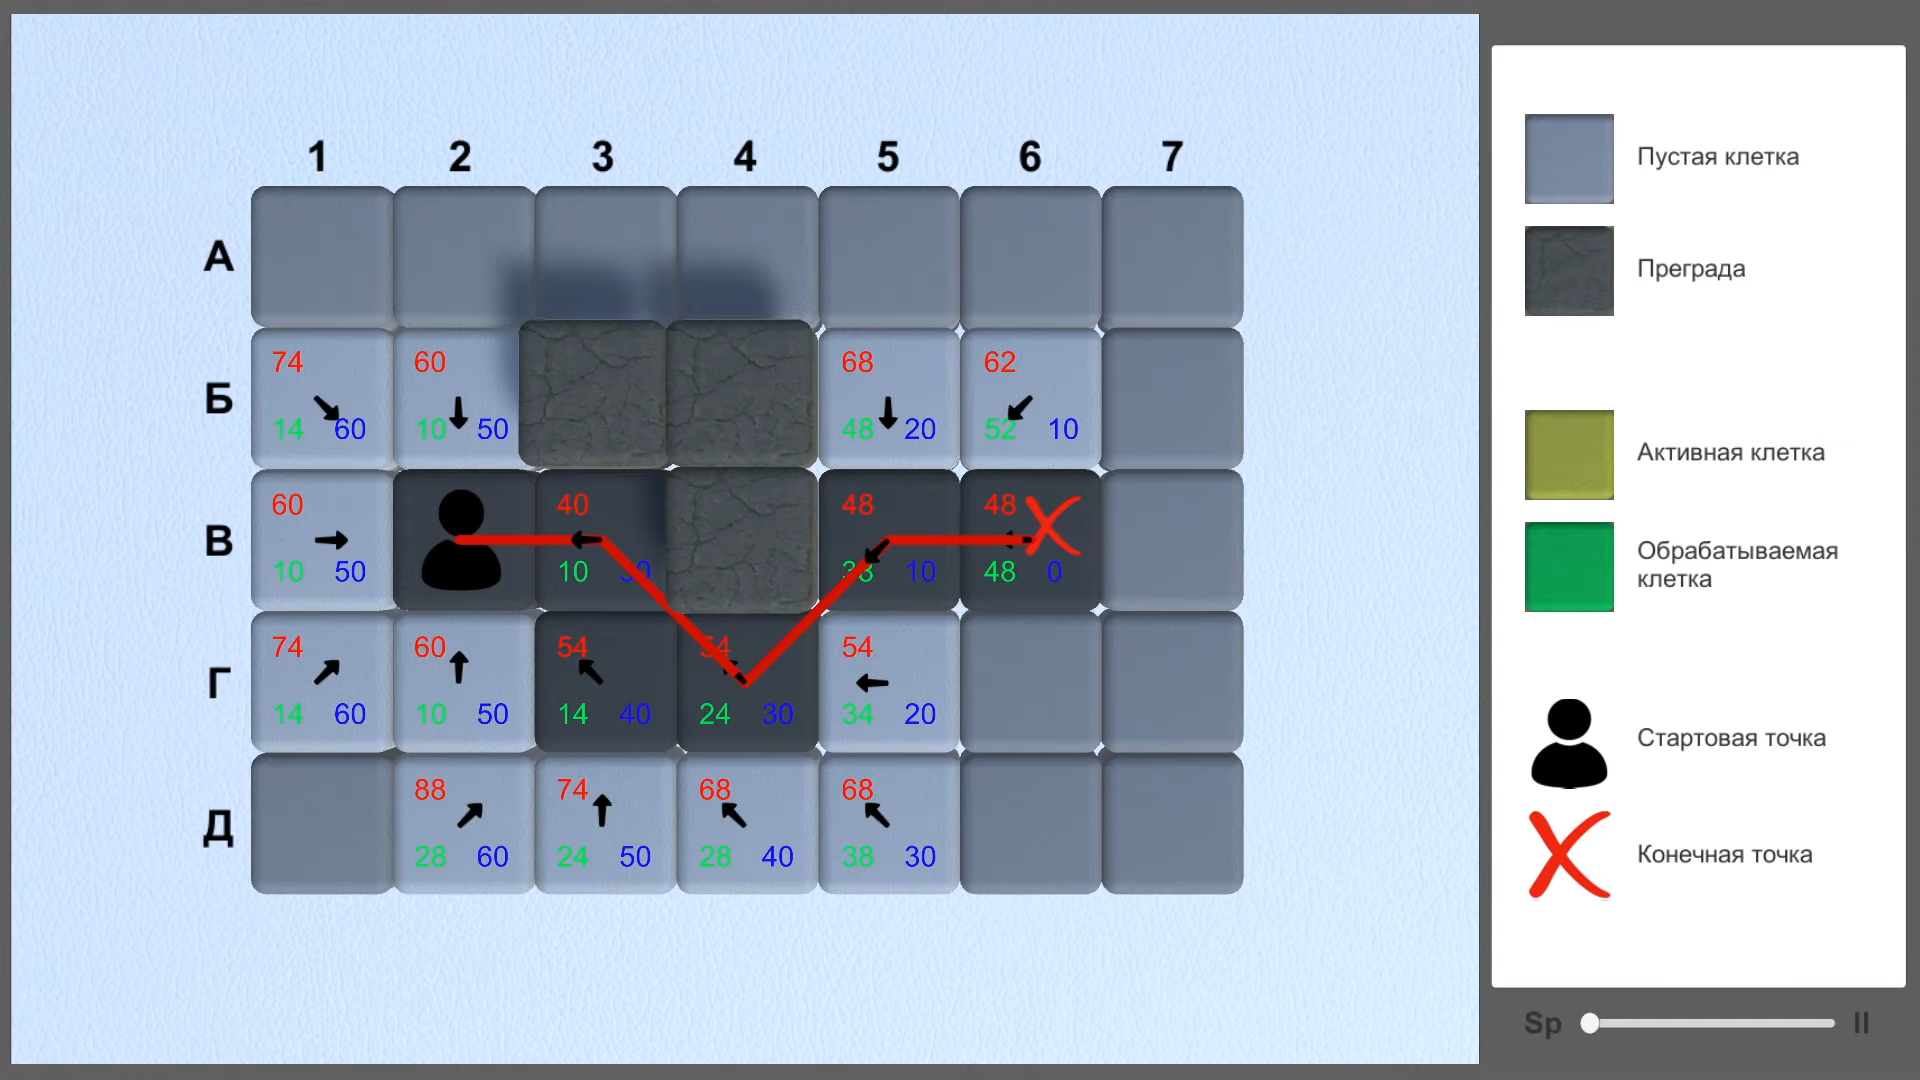 1 2 3 4 5 6 7
А
Б
74 60 68 62
14 60 10 50 48 20 52 10
В
60 40 48 48
10 50 10 30 38 10 48 0
Г
74 60 54 54 54
14 60 10 50 14 40 24 30 34 20
Д
88 74 68 68
28 60 24 50 28 40 38 30
Пустая клетка
Преграда
Активная клетка
Обрабатываемая
клетка
Стартовая точка
Конечная точка
Sp